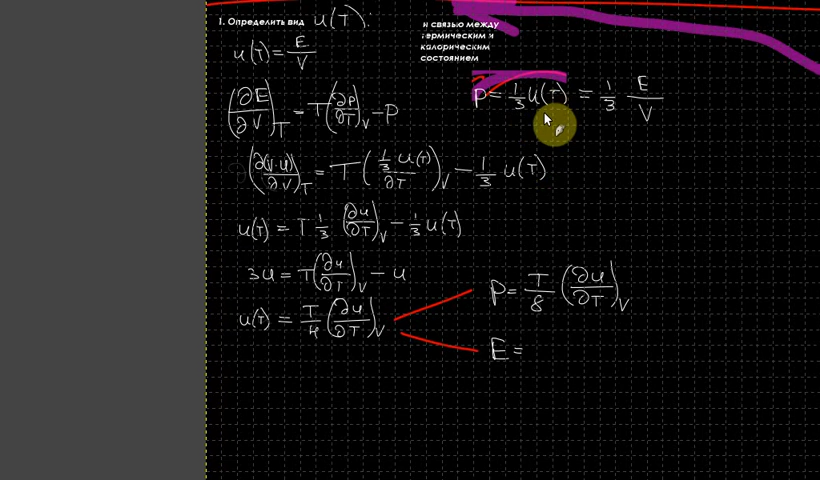 1. Определить вид u(T):
и связью между
термическим и
калорическим
состоянием
u(T) = E/V
P = 1/3 u(T) = 1/3 E/V
(∂E/∂V)_T = T(∂P/∂T)_V − P
(∂(V·u)/∂V)_T = T(1/3 u(T)/∂T)_V − 1/3 u(T)
u(T) = T 1/3 (∂u/∂T)_V − 1/3 u(T)
3u = T(∂u/∂T)_V − u
u(T) = T/4 (∂u/∂T)_V
P = T/8 (∂u/∂T)_V
E =